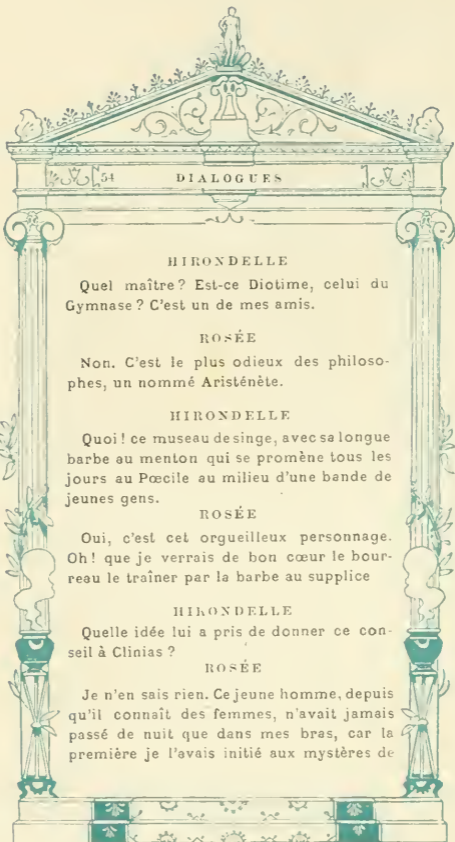 54 DIALOGUES
HIRONDELLE
Quel maître? Est-ce Diotime, celui du
Gymnase? C'est un de mes amis.
ROSÉE
Non. C'est le plus odieux des philoso-
phes, un nommé Aristénète.
HIRONDELLE
Quoi! ce museau de singe, avec sa longue
barbe au menton qui se promène tous les
jours au Pœcile au milieu d'une bande de
jeunes gens.
ROSÉE
Oui, c'est cet orgueilleux personnage.
Oh! que je verrais de bon cœur le bour-
reau le traîner par la barbe au supplice
HIRONDELLE
Quelle idée lui a pris de donner ce con-
seil à Clinias?
ROSÉE
Je n'en sais rien. Ce jeune homme, depuis
qu'il connaît des femmes, n'avait jamais
passé de nuit que dans mes bras, car la
première je l'avais initié aux mystères de